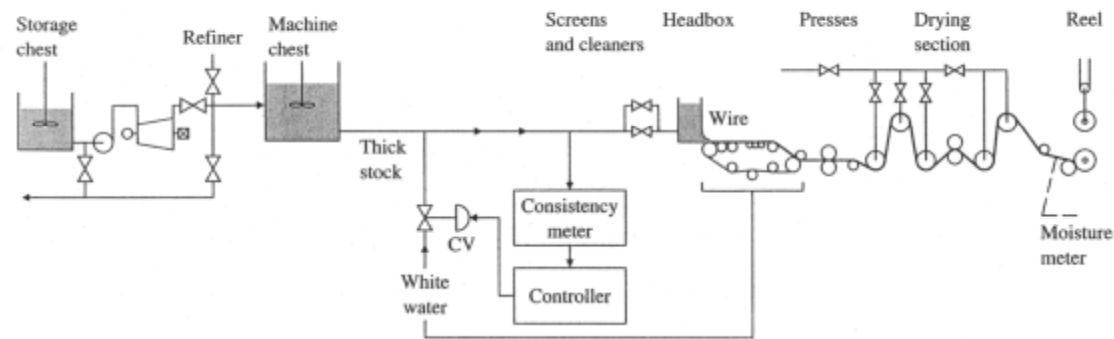 Storage
chest
Refiner
Machine
chest
Screens
and cleaners
Headbox
Presses
Drying
section
Reel
Wire
Thick
stock
Consistency
meter
CV
Controller
White
water
Moisture
meter